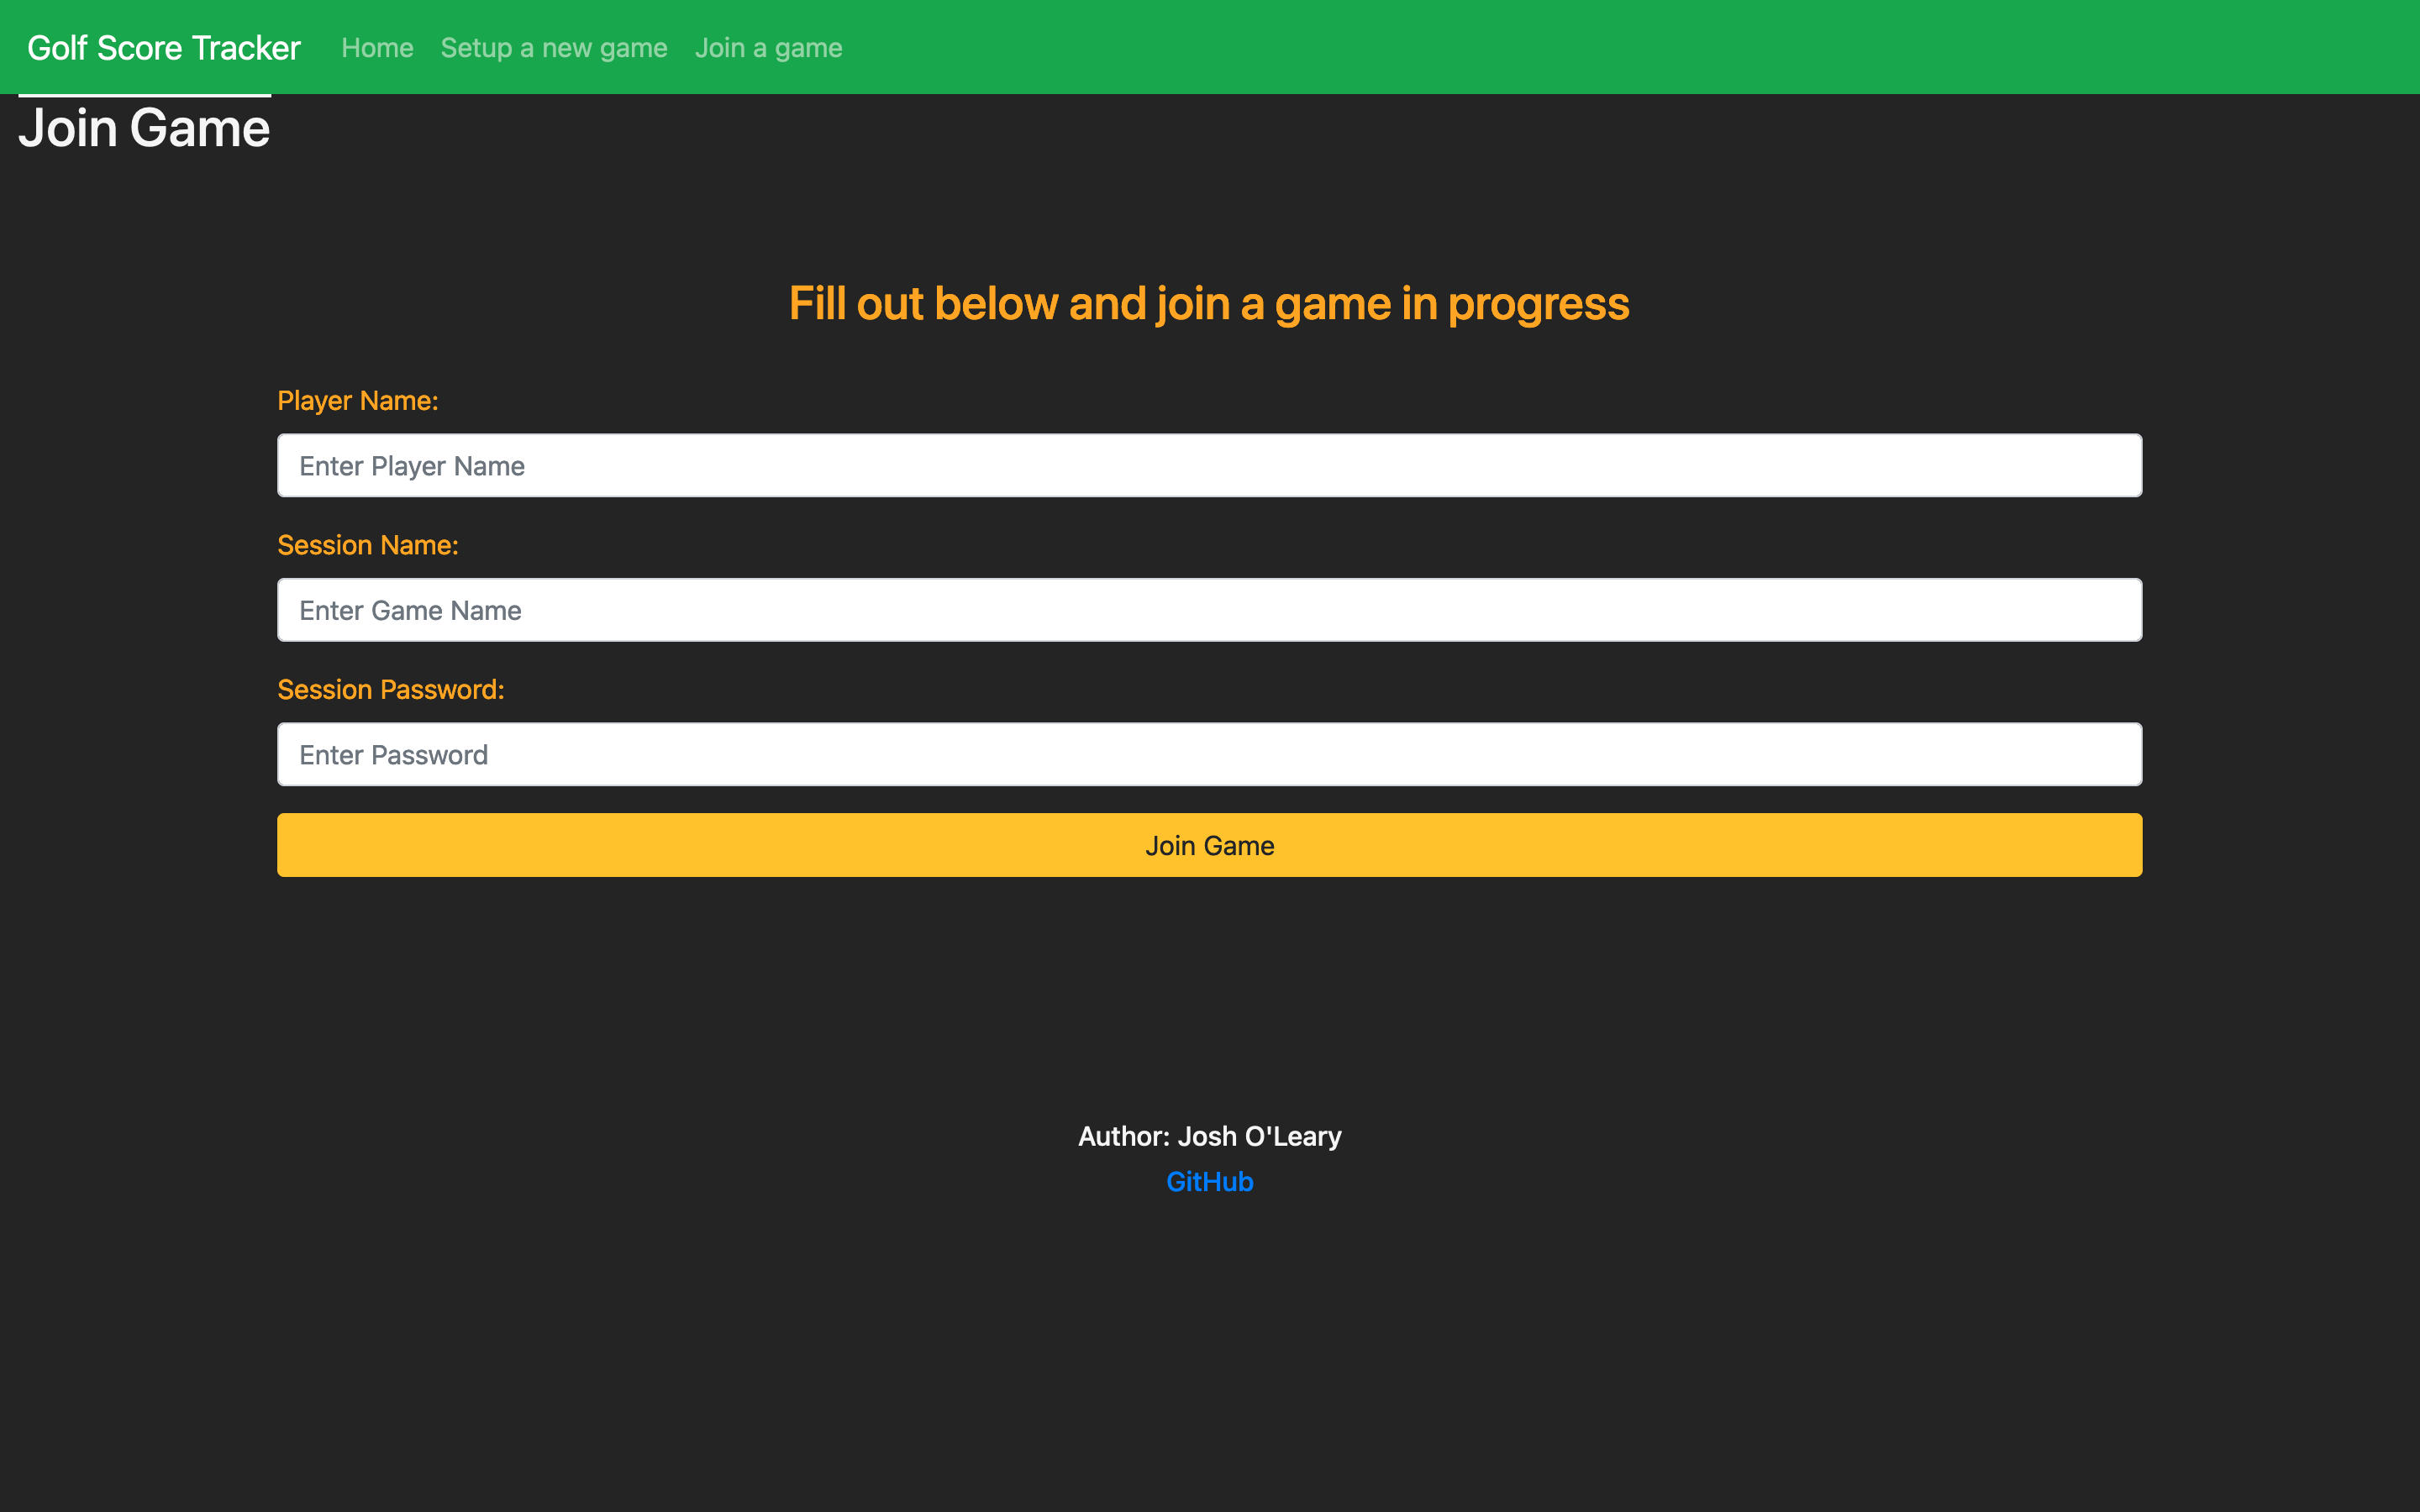 Golf Score Tracker Home Setup a new game Join a game
Join Game
Fill out below and join a game in progress
Player Name:
Enter Player Name
Session Name:
Enter Game Name
Session Password:
Enter Password
Join Game
Author: Josh O'Leary
GitHub